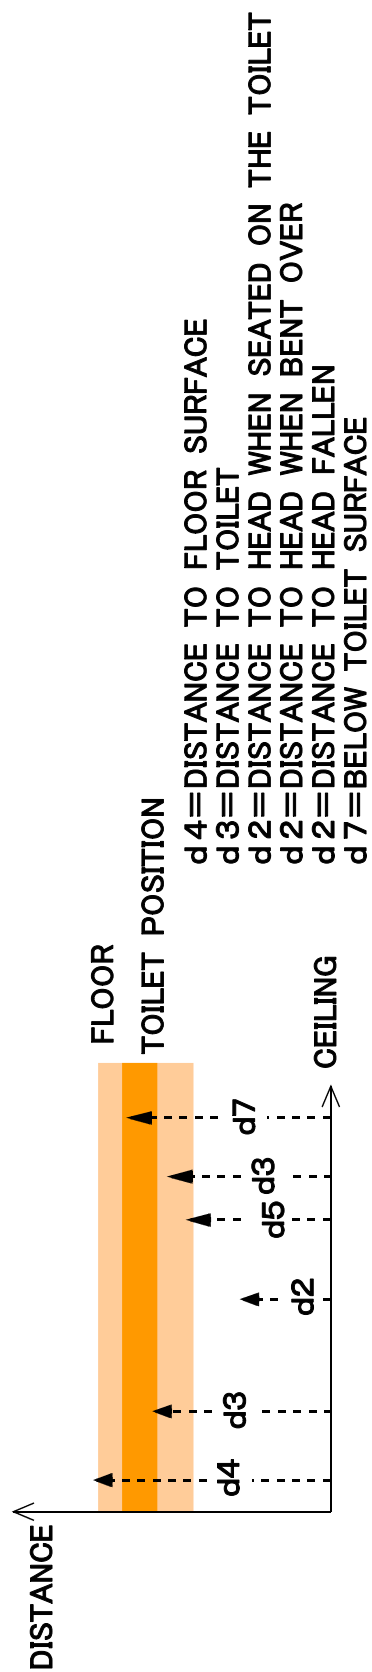 DISTANCE
FLOOR
TOILET POSITION
d4
d3
d2
d5
d3
d7
CEILING
d4=DISTANCE TO FLOOR SURFACE
d3=DISTANCE TO TOILET
d2=DISTANCE TO HEAD WHEN SEATED ON THE TOILET
d2=DISTANCE TO HEAD WHEN BENT OVER
d2=DISTANCE TO HEAD FALLEN
d7=BELOW TOILET SURFACE